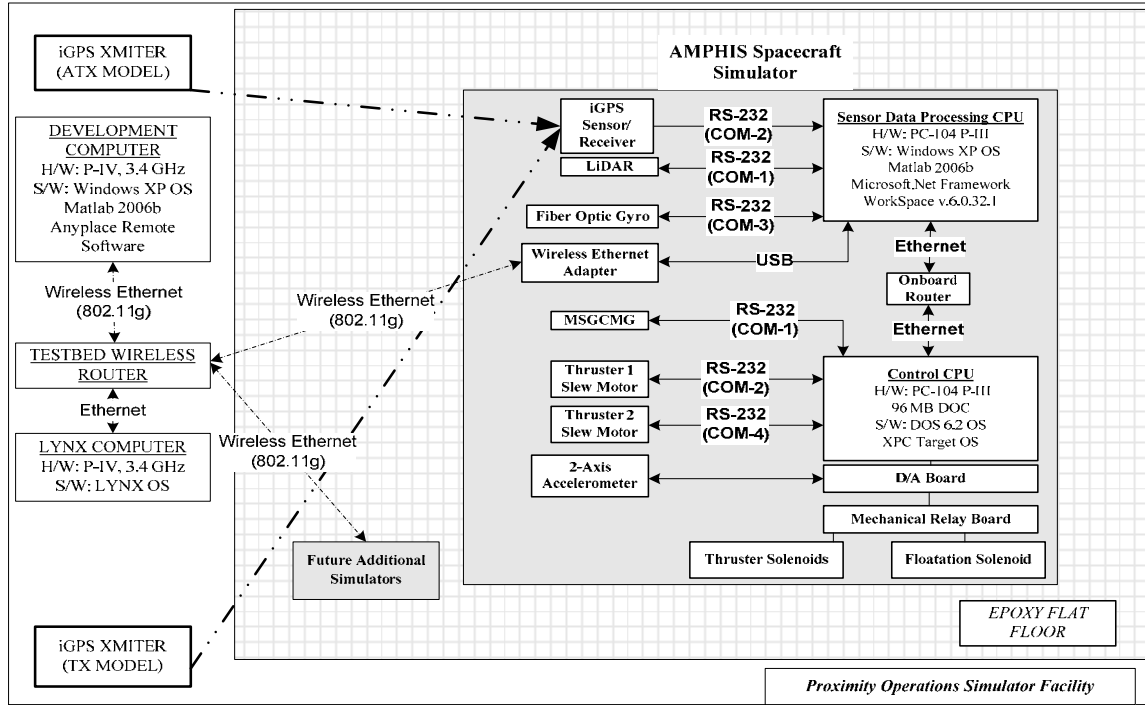 iGPS XMITER
(ATX MODEL)
DEVELOPMENT
COMPUTER
H/W: P-IV, 3.4 GHz
S/W: Windows XP OS
Matlab 2006b
Anyplace Remote
Software
Wireless Ethernet
(802.11g)
TESTBED WIRELESS
ROUTER
Ethernet
LYNX COMPUTER
H/W: P-IV, 3.4 GHz
S/W: LYNX OS
iGPS XMITER
(TX MODEL)
Wireless Ethernet
(802.11g)
Wireless Ethernet
(802.11g)
Future Additional
Simulators
AMPHIS Spacecraft
Simulator
iGPS
Sensor/
Receiver
RS-232
(COM-2)
LiDAR
RS-232
(COM-1)
Fiber Optic Gyro
RS-232
(COM-3)
Wireless Ethernet
Adapter
USB
Sensor Data Processing CPU
H/W: PC-104 P-III
S/W: Windows XP OS
Matlab 2006b
Microsoft.Net Framework
WorkSpace v.6.0.32.1
Ethernet
Onboard
Router
Ethernet
MSGCMG
RS-232
(COM-1)
Thruster 1
Slew Motor
RS-232
(COM-2)
Thruster 2
Slew Motor
RS-232
(COM-4)
2-Axis
Accelerometer
Control CPU
H/W: PC-104 P-III
96 MB DOC
S/W: DOS 6.2 OS
XPC Target OS
D/A Board
Mechanical Relay Board
Thruster Solenoids
Floatation Solenoid
EPOXY FLAT
FLOOR
Proximity Operations Simulator Facility